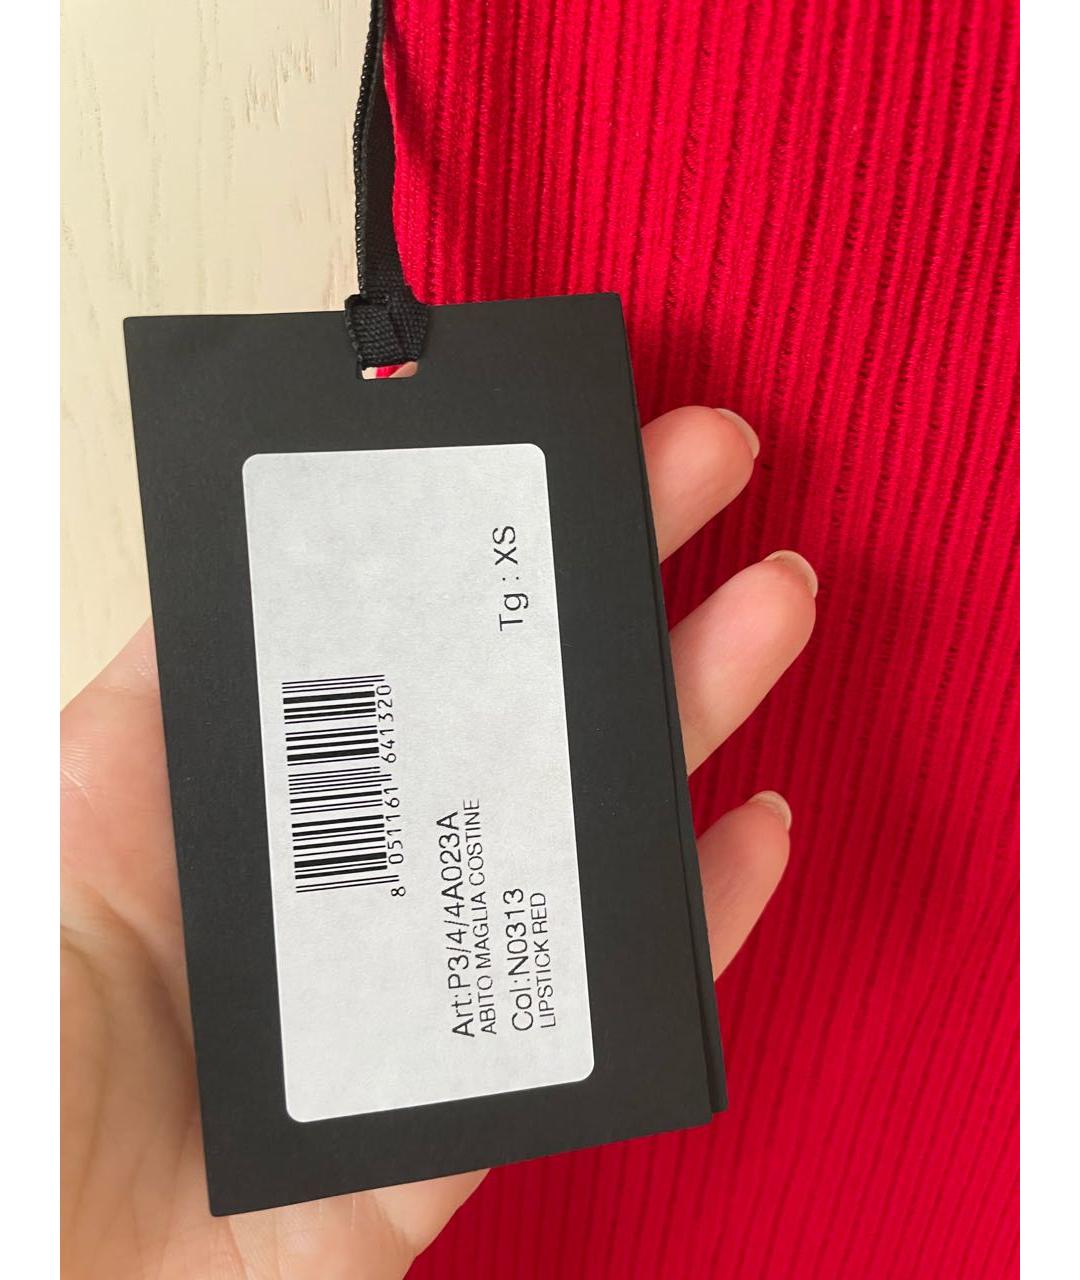 8 051161 641320
Tg : XS
Art:P3/4/4A023A
ABITO MAGLIA COSTINE
Col:N0313
LIPSTICK RED